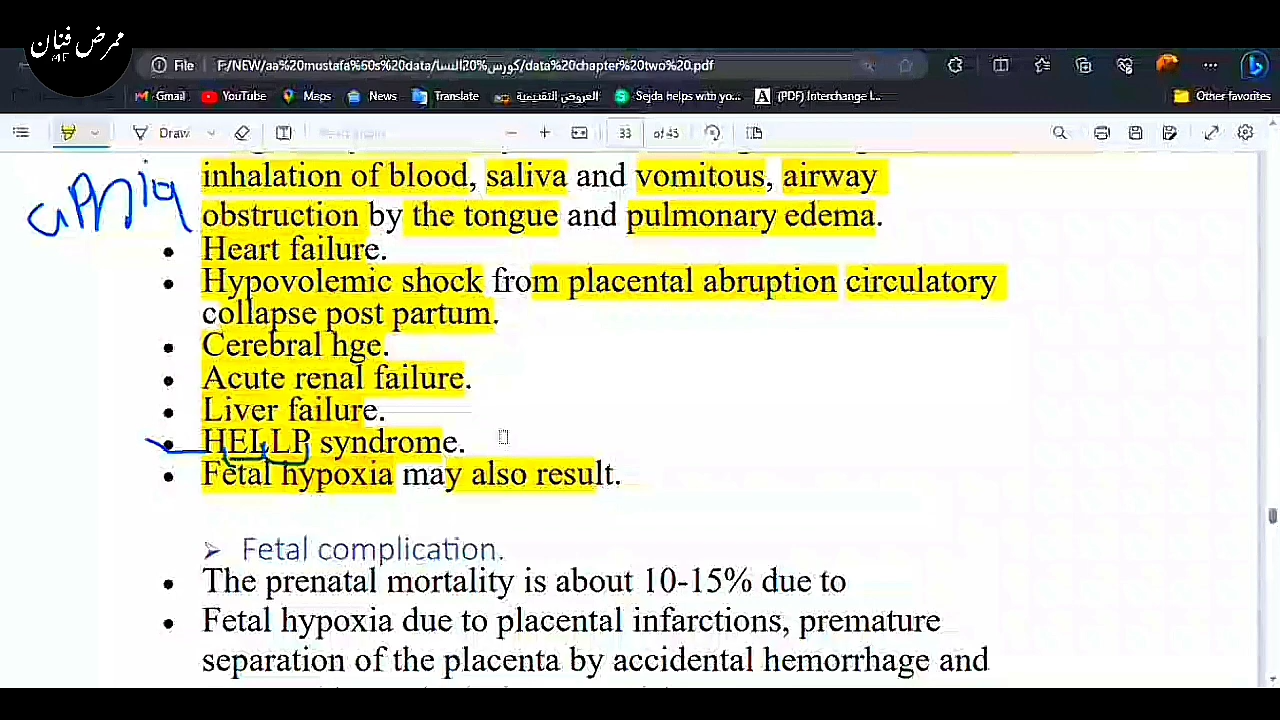 ممرض فنان
MF
File F:/NEW/aa%20mustafa%60s%20data/كورس%20النسا/data%20chapter%20two%20.pdf
Gmail YouTube Maps News Translate العروض التقديمية Sejda helps with yo... (PDF) Interchange I... Other favorites
Draw 33 of 45
inhalation of blood, saliva and vomitous, airway
obstruction by the tongue and pulmonary edema.
• Heart failure.
• Hypovolemic shock from placental abruption circulatory
collapse post partum.
• Cerebral hge.
• Acute renal failure.
• Liver failure.
• HELLP syndrome.
• Fetal hypoxia may also result.
➢ Fetal complication.
• The prenatal mortality is about 10-15% due to
• Fetal hypoxia due to placental infarctions, premature
separation of the placenta by accidental hemorrhage and